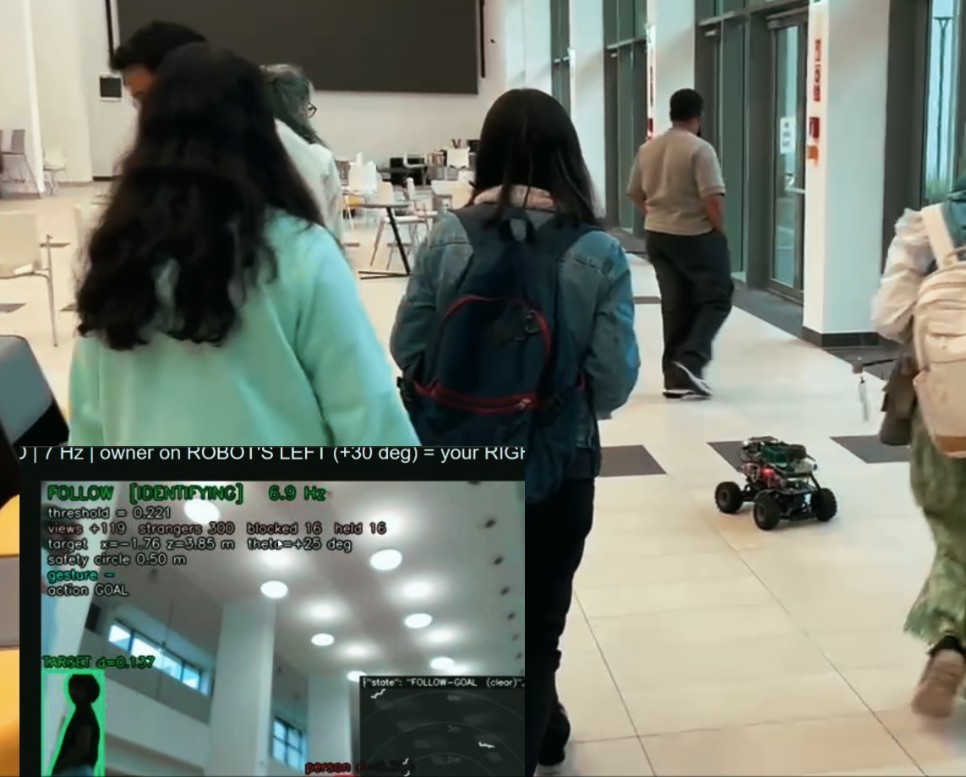 | 7 Hz | owner on ROBOT'S LEFT (+30 deg) = your RIGH
FOLLOW [IDENTIFYING] 6.9 Hz
threshold = 0.221
views +119 strangers 300 blocked 16 held 16
target x=-1.76 z=3.85 m theta=+25 deg
safety circle 0.50 m
gesture -
action GOAL
TARGET d=0.137
{"state": "FOLLOW-GOAL (clear)",
person